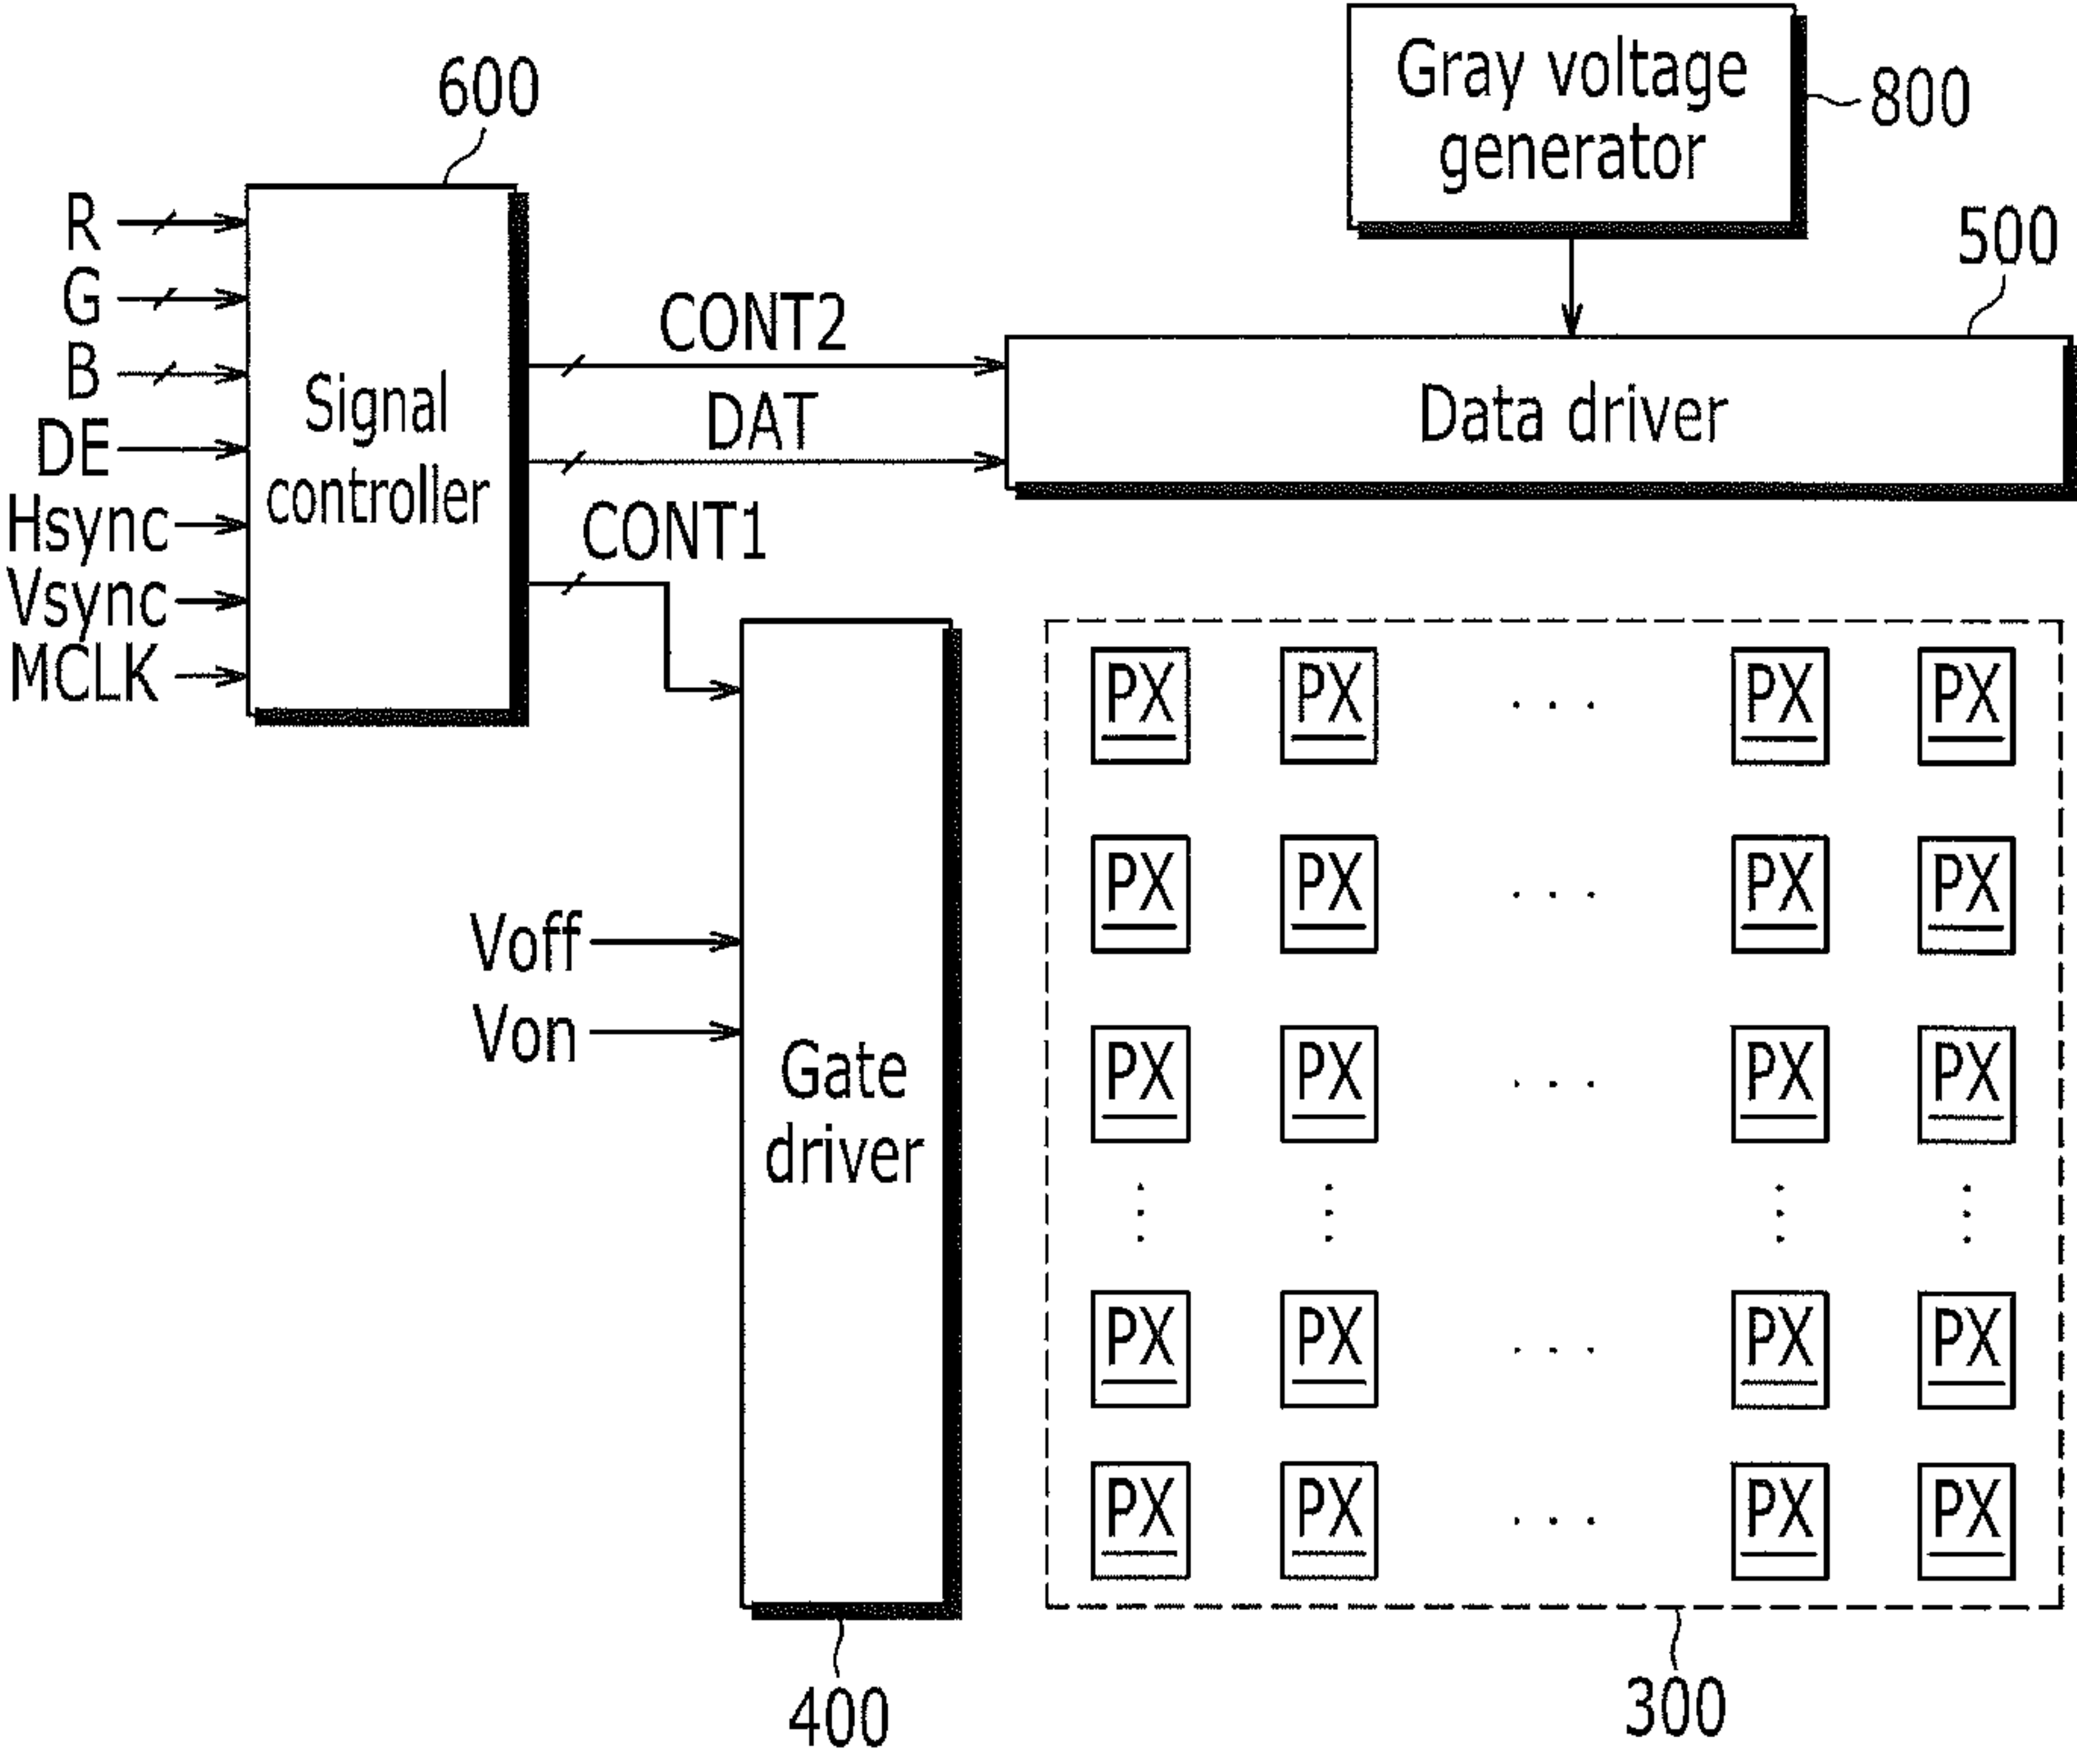 600
Gray voltage
generator
800
R
G
B
DE
Hsync
Vsync
MCLK
Signal
controller
CONT2
DAT
CONT1
500
Data driver
Voff
Von
Gate
driver
400
PX PX ... PX PX
PX PX ... PX PX
PX PX ... PX PX
PX PX ... PX PX
PX PX ... PX PX
300